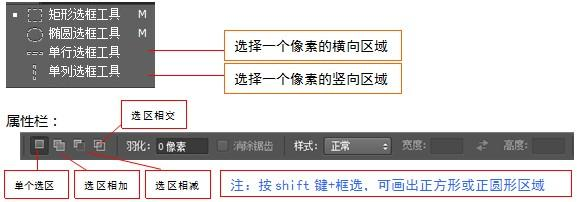 矩形选框工具 M
椭圆选框工具 M
单行选框工具
单列选框工具
选择一个像素的横向区域
选择一个像素的竖向区域
选区相交
属性栏：
羽化： 0 像素 消除锯齿 样式： 正常 宽度： 高度：
单个选区
选区相加
选区相减
注：按 shift 键+框选，可画出正方形或正圆形区域